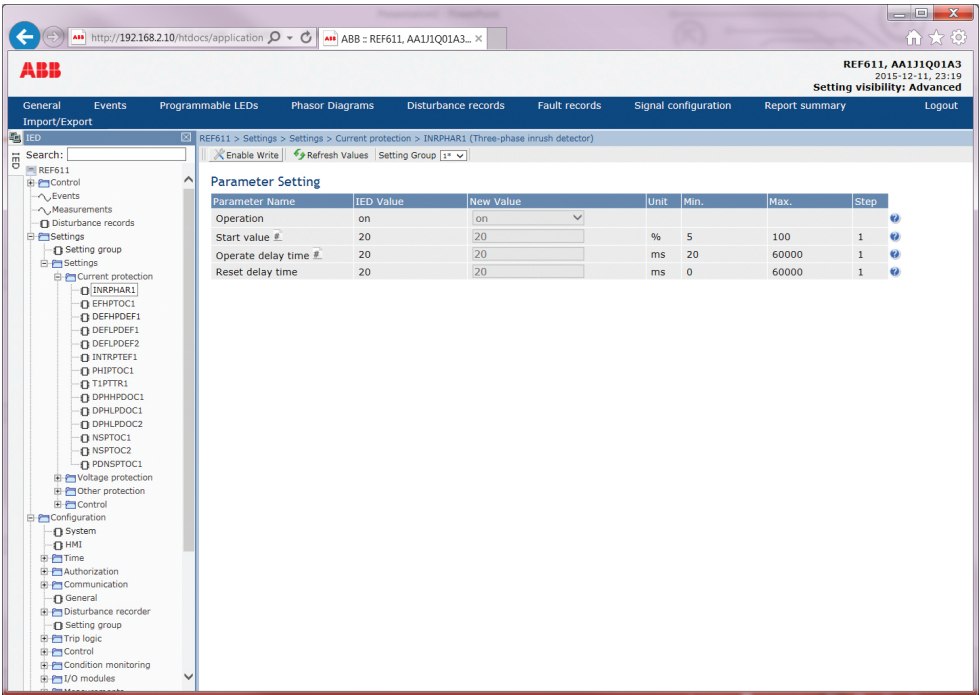 http://192.168.2.10/htdocs/application
ABB :: REF611, AA1J1Q01A3...
ABB
REF611, AA1J1Q01A3
2015-12-11, 23:19
Setting visibility: Advanced
General Events Programmable LEDs Phasor Diagrams Disturbance records Fault records Signal configuration Report summary Logout
Import/Export
IED
REF611 > Settings > Settings > Current protection > INRPHAR1 (Three-phase inrush detector)
IED
Search:
Enable Write Refresh Values Setting Group 1*
REF611
Control
Events
Measurements
Disturbance records
Settings
Setting group
Settings
Current protection
INRPHAR1
EFHPTOC1
DEFHPDEF1
DEFLPDEF1
DEFLPDEF2
INTRPTEF1
PHIPTOC1
T1PTTR1
DPHHPDOC1
DPHLPDOC1
DPHLPDOC2
NSPTOC1
NSPTOC2
PDNSPTOC1
Voltage protection
Other protection
Control
Configuration
System
HMI
Time
Authorization
Communication
General
Disturbance recorder
Setting group
Trip logic
Control
Condition monitoring
I/O modules
Parameter Setting
Parameter Name IED Value New Value Unit Min. Max. Step
Operation on on
Start value # 20 20 % 5 100 1
Operate delay time # 20 20 ms 20 60000 1
Reset delay time 20 20 ms 0 60000 1